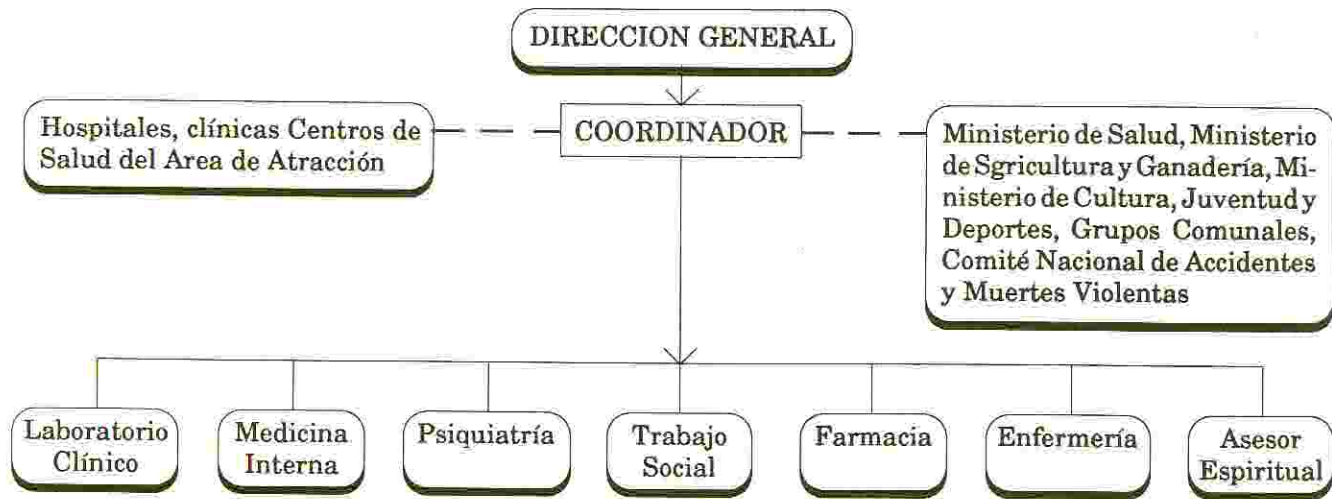 DIRECCION GENERAL
Hospitales, clínicas Centros de
Salud del Area de Atracción
COORDINADOR
Ministerio de Salud, Ministerio
de Sgricultura y Ganadería, Mi-
nisterio de Cultura, Juventud y
Deportes, Grupos Comunales,
Comité Nacional de Accidentes
y Muertes Violentas
Laboratorio
Clínico
Medicina
Interna
Psiquiatría
Trabajo
Social
Farmacia
Enfermería
Asesor
Espiritual